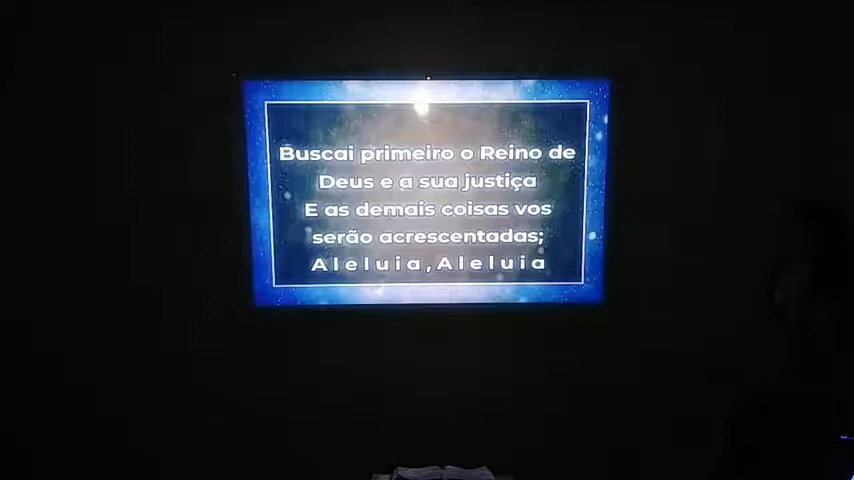 Buscai primeiro o Reino de
Deus e a sua justiça
E as demais coisas vos
serão acrescentadas;
Aleluia, Aleluia